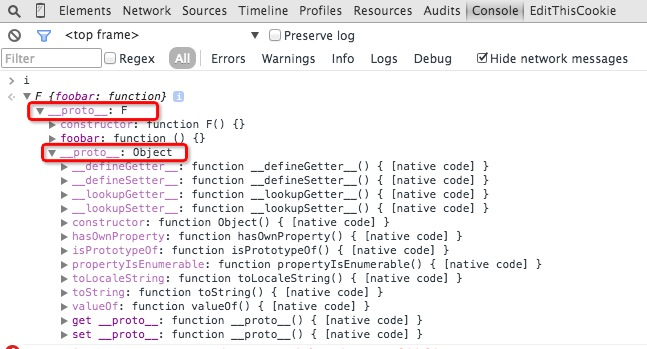 Elements Network Sources Timeline Profiles Resources Audits Console EditThisCookie
<top frame> Preserve log
Filter Regex All Errors Warnings Info Logs Debug Hide network messages
i
F {foobar: function}
__proto__: F
constructor: function F() {}
foobar: function () {}
__proto__: Object
__defineGetter__: function __defineGetter__() { [native code] }
__defineSetter__: function __defineSetter__() { [native code] }
__lookupGetter__: function __lookupGetter__() { [native code] }
__lookupSetter__: function __lookupSetter__() { [native code] }
constructor: function Object() { [native code] }
hasOwnProperty: function hasOwnProperty() { [native code] }
isPrototypeOf: function isPrototypeOf() { [native code] }
propertyIsEnumerable: function propertyIsEnumerable() { [native code] }
toLocaleString: function toLocaleString() { [native code] }
toString: function toString() { [native code] }
valueOf: function valueOf() { [native code] }
get __proto__: function __proto__() { [native code] }
set __proto__: function __proto__() { [native code] }